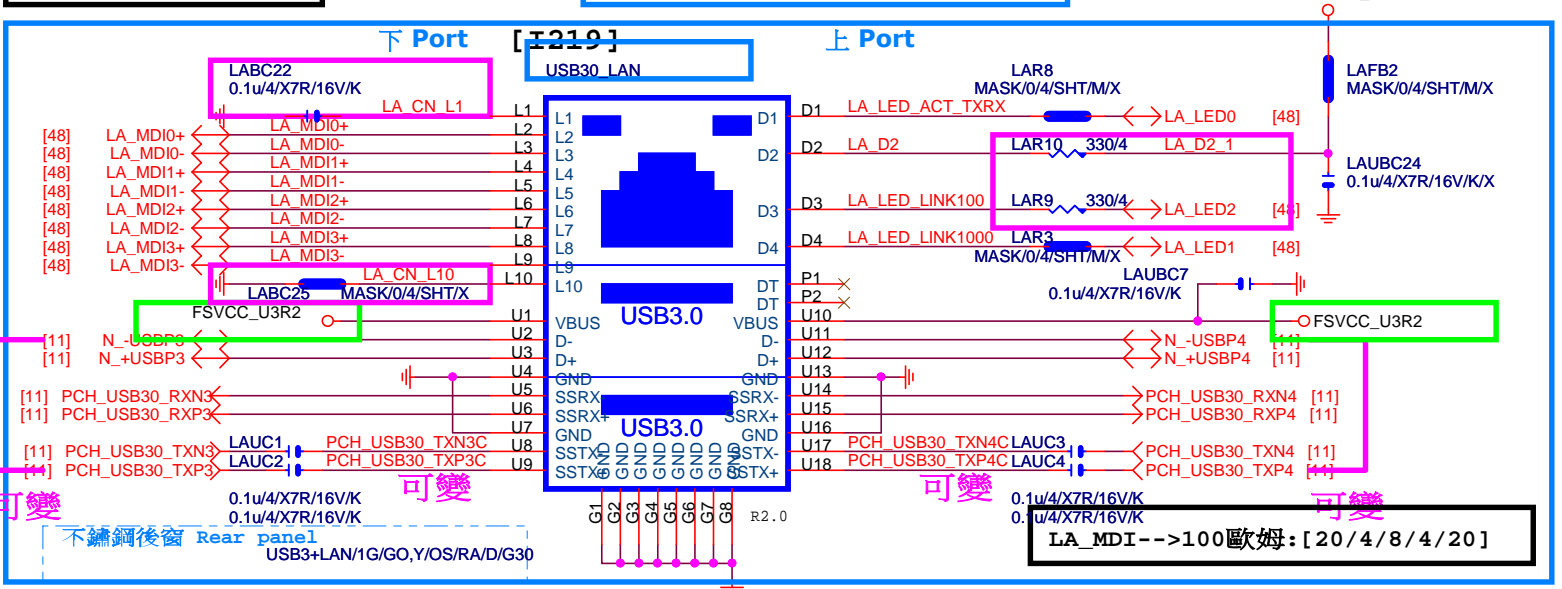 下 Port
[I219]
上 Port
LABC22
0.1u/4/X7R/16V/K
LA_CN_L1
USB30_LAN
LAR8
MASK/0/4/SHT/M/X
LAFB2
MASK/0/4/SHT/M/X
L1
L1
D1
D1
LA_LED_ACT_TXRX
LA_LED0
[48]
[48] LA_MDI0+ LA_MDI0+ L2 L2
[48] LA_MDI0- LA_MDI0- L3 L3
[48] LA_MDI1+ LA_MDI1+ L4 L4
[48] LA_MDI1- LA_MDI1- L5 L5
[48] LA_MDI2+ LA_MDI2+ L6 L6
[48] LA_MDI2- LA_MDI2- L7 L7
[48] LA_MDI3+ LA_MDI3+ L8 L8
[48] LA_MDI3- LA_MDI3- L9 L9
D2 D2 LA_D2 LAR10 330/4 LA_D2_1
LAUBC24
0.1u/4/X7R/16V/K/X
D3 D3 LA_LED_LINK100 LAR9 330/4 LA_LED2 [48]
D4 D4 LA_LED_LINK1000 LAR3 LA_LED1 [48]
MASK/0/4/SHT/M/X
LA_CN_L10 L10 L10
LABC25 MASK/0/4/SHT/X
LAUBC7
0.1u/4/X7R/16V/K
DT P1
DT P2
FSVCC_U3R2
U1 VBUS
USB3.0
VBUS U10
FSVCC_U3R2
[11] N_-USBP3 U2 D-
D- U11 N_-USBP4 [11]
[11] N_+USBP3 U3 D+
D+ U12 N_+USBP4 [11]
U4 GND
GND U13
[11] PCH_USB30_RXN3 U5 SSRX-
SSRX- U14 PCH_USB30_RXN4 [11]
[11] PCH_USB30_RXP3 U6 SSRX+
SSRX+ U15 PCH_USB30_RXP4 [11]
U7 GND
USB3.0
GND U16
[11] PCH_USB30_TXN3 LAUC1 PCH_USB30_TXN3C U8 SSTX-
SSTX- U17 PCH_USB30_TXN4C LAUC3 PCH_USB30_TXN4 [11]
[11] PCH_USB30_TXP3 LAUC2 PCH_USB30_TXP3C U9 SSTX+
SSTX+ U18 PCH_USB30_TXP4C LAUC4 PCH_USB30_TXP4 [11]
GND GND GND GND GND GND GND GND
可變
可變
可變
可變
0.1u/4/X7R/16V/K
0.1u/4/X7R/16V/K
0.1u/4/X7R/16V/K
0.1u/4/X7R/16V/K
G1 G2 G3 G4 G5 G6 G7 G8
R2.0
不鏽鋼後窗 Rear panel
USB3+LAN/1G/GO,Y/OS/RA/D/G30
LA_MDI-->100歐姆:[20/4/8/4/20]